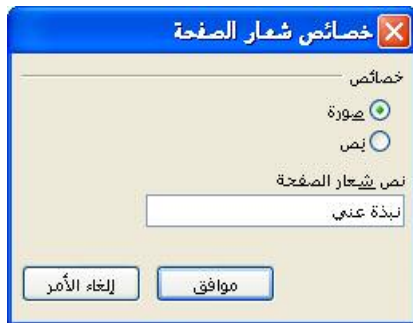 خصائص شعار الصفحة
خصائص
صورة
نص
نص شعار الصفحة
نبذة عني
موافق
إلغاء الأمر